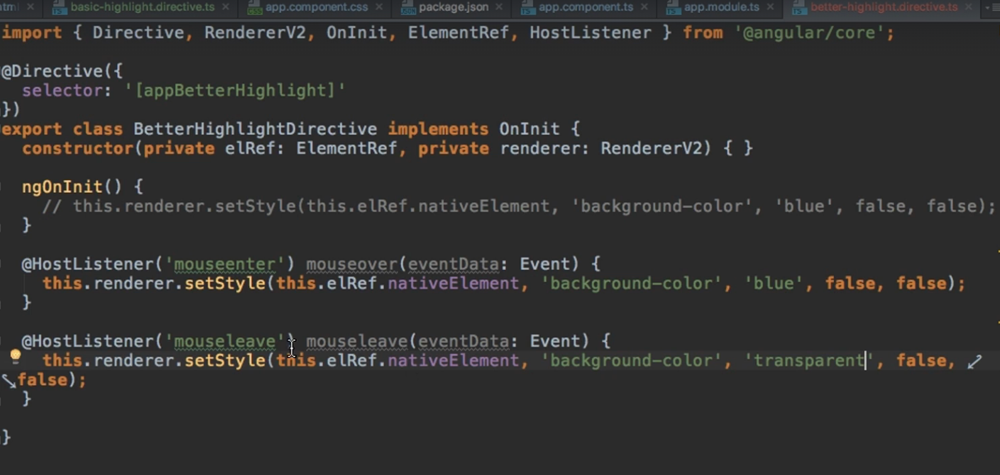 html basic-highlight.directive.ts app.component.css package.json app.component.ts app.module.ts better-highlight.directive.ts
import { Directive, RendererV2, OnInit, ElementRef, HostListener } from '@angular/core';
@Directive({
selector: '[appBetterHighlight]'
})
export class BetterHighlightDirective implements OnInit {
constructor(private elRef: ElementRef, private renderer: RendererV2) { }
ngOnInit() {
// this.renderer.setStyle(this.elRef.nativeElement, 'background-color', 'blue', false, false);
}
@HostListener('mouseenter') mouseover(eventData: Event) {
this.renderer.setStyle(this.elRef.nativeElement, 'background-color', 'blue', false, false);
}
@HostListener('mouseleave') mouseleave(eventData: Event) {
this.renderer.setStyle(this.elRef.nativeElement, 'background-color', 'transparent', false,
false);
}
}